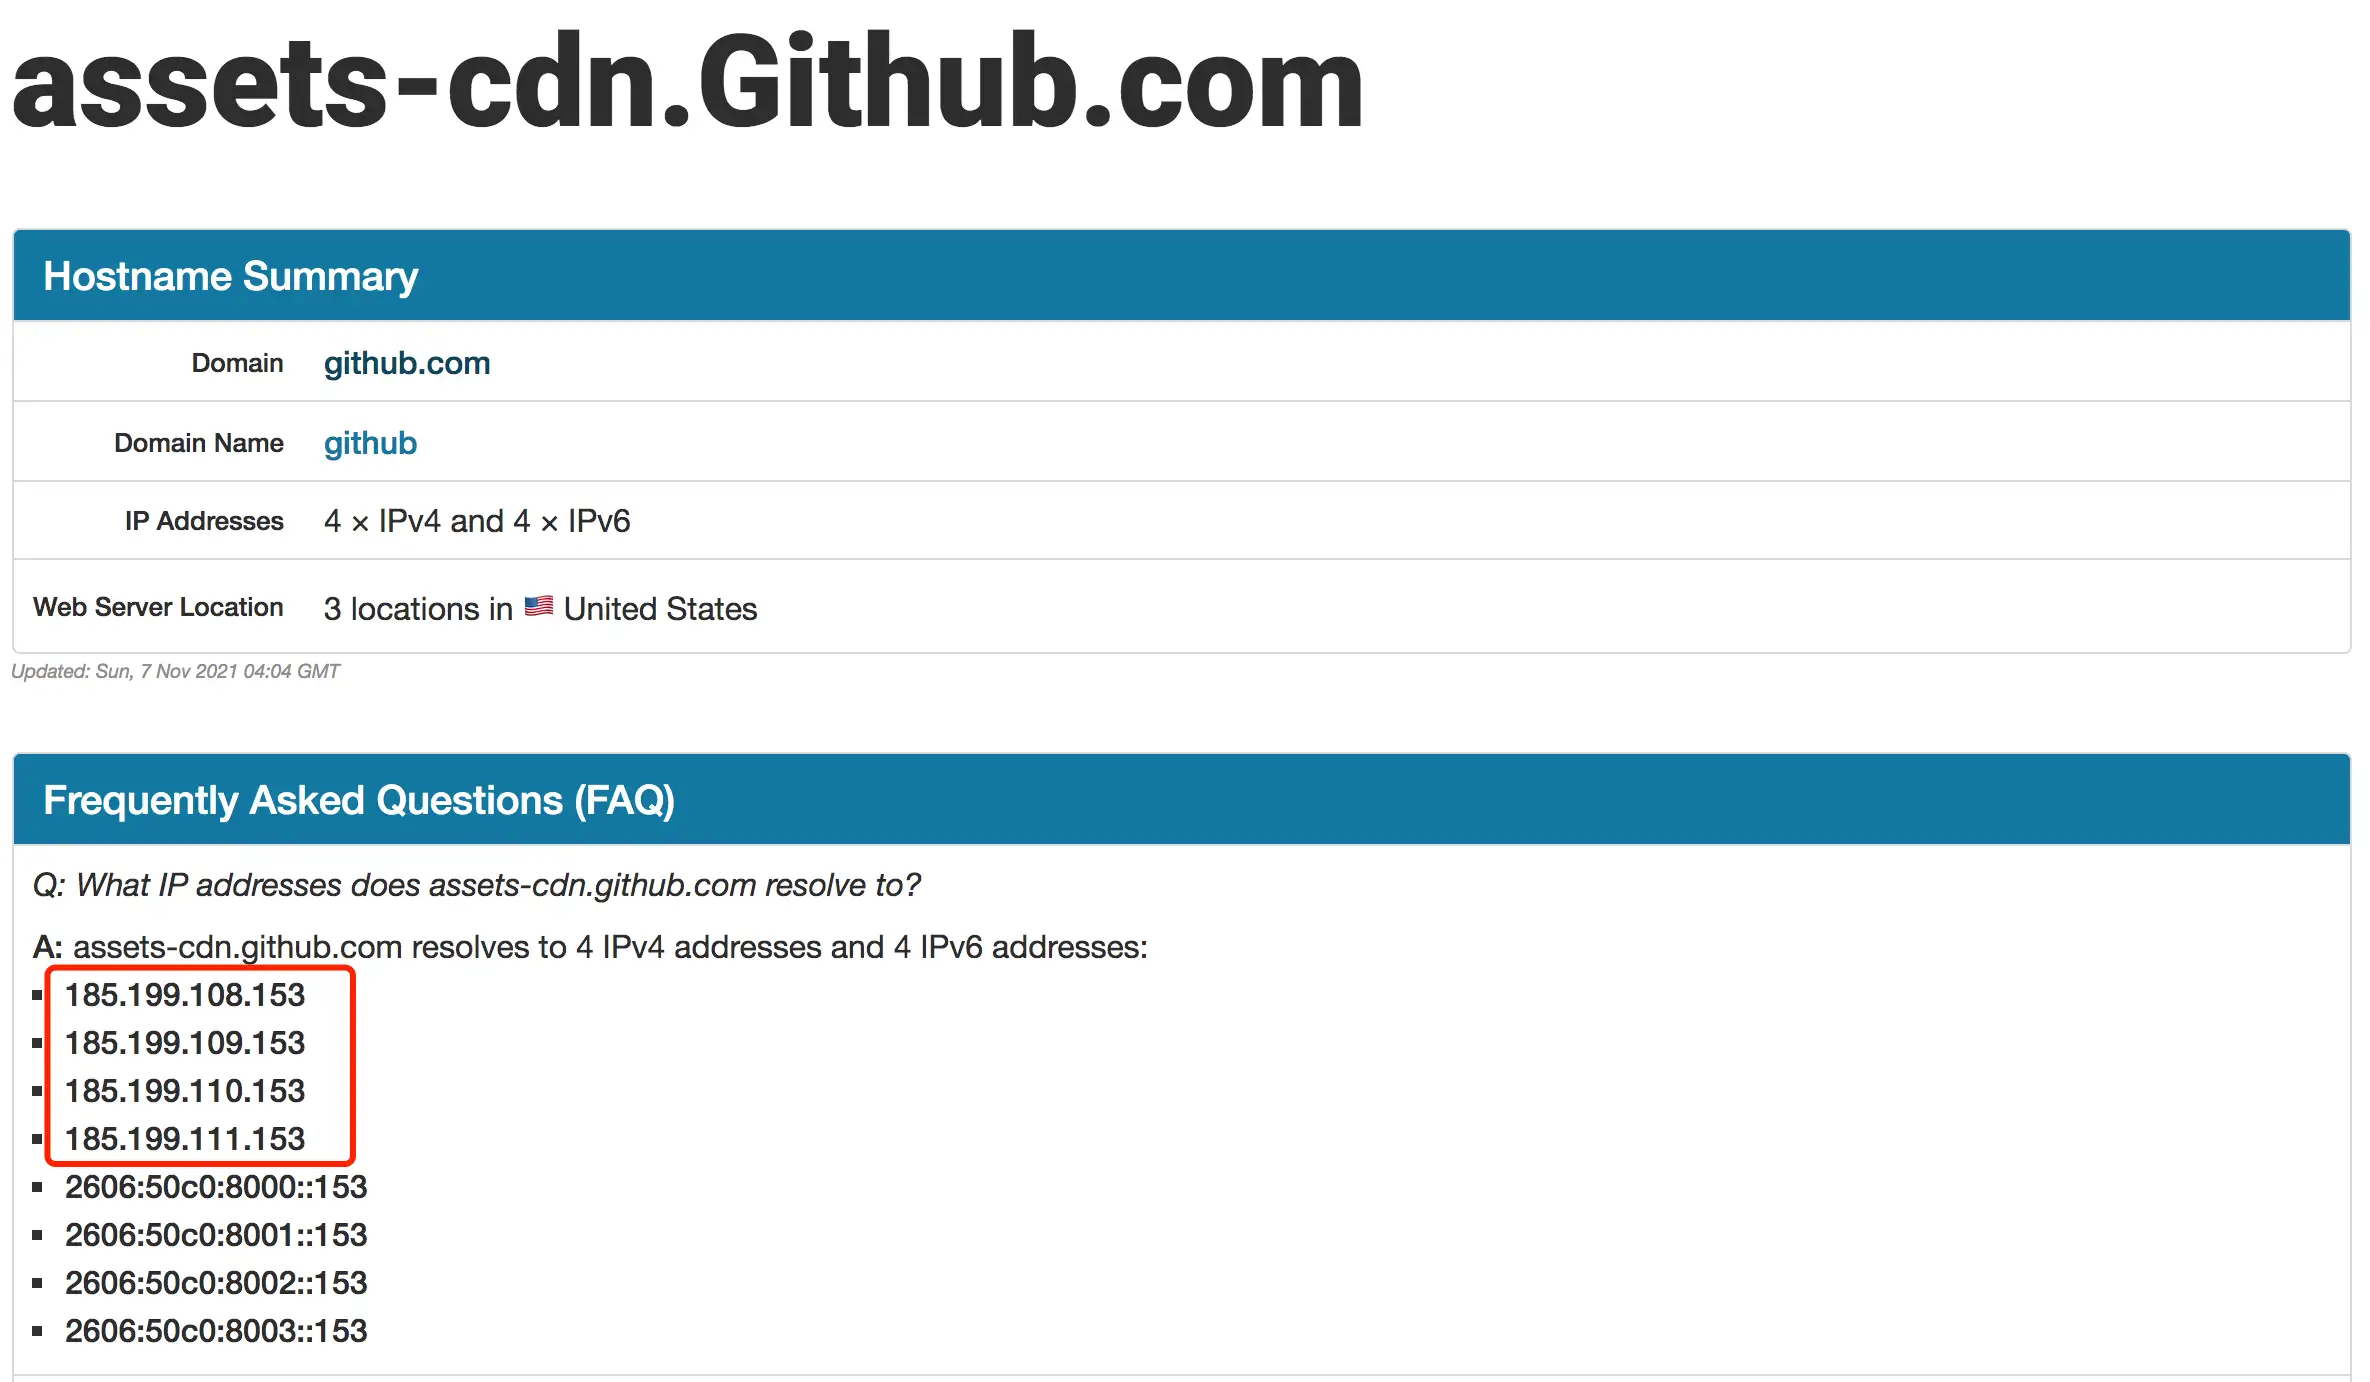 assets-cdn.Github.com
Hostname Summary
Domain github.com
Domain Name github
IP Addresses 4 × IPv4 and 4 × IPv6
Web Server Location 3 locations in 🇺🇸 United States
Updated: Sun, 7 Nov 2021 04:04 GMT
Frequently Asked Questions (FAQ)
Q: What IP addresses does assets-cdn.github.com resolve to?
A: assets-cdn.github.com resolves to 4 IPv4 addresses and 4 IPv6 addresses:
▪ 185.199.108.153
▪ 185.199.109.153
▪ 185.199.110.153
▪ 185.199.111.153
▪ 2606:50c0:8000::153
▪ 2606:50c0:8001::153
▪ 2606:50c0:8002::153
▪ 2606:50c0:8003::153